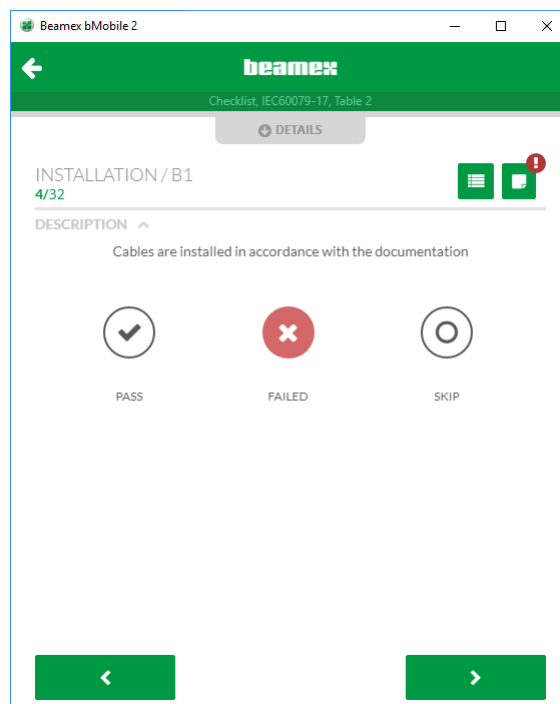 Beamex bMobile 2
beamex
Checklist, IEC60079-17, Table 2
DETAILS
INSTALLATION / B1
4/32
DESCRIPTION
Cables are installed in accordance with the documentation
PASS
FAILED
SKIP